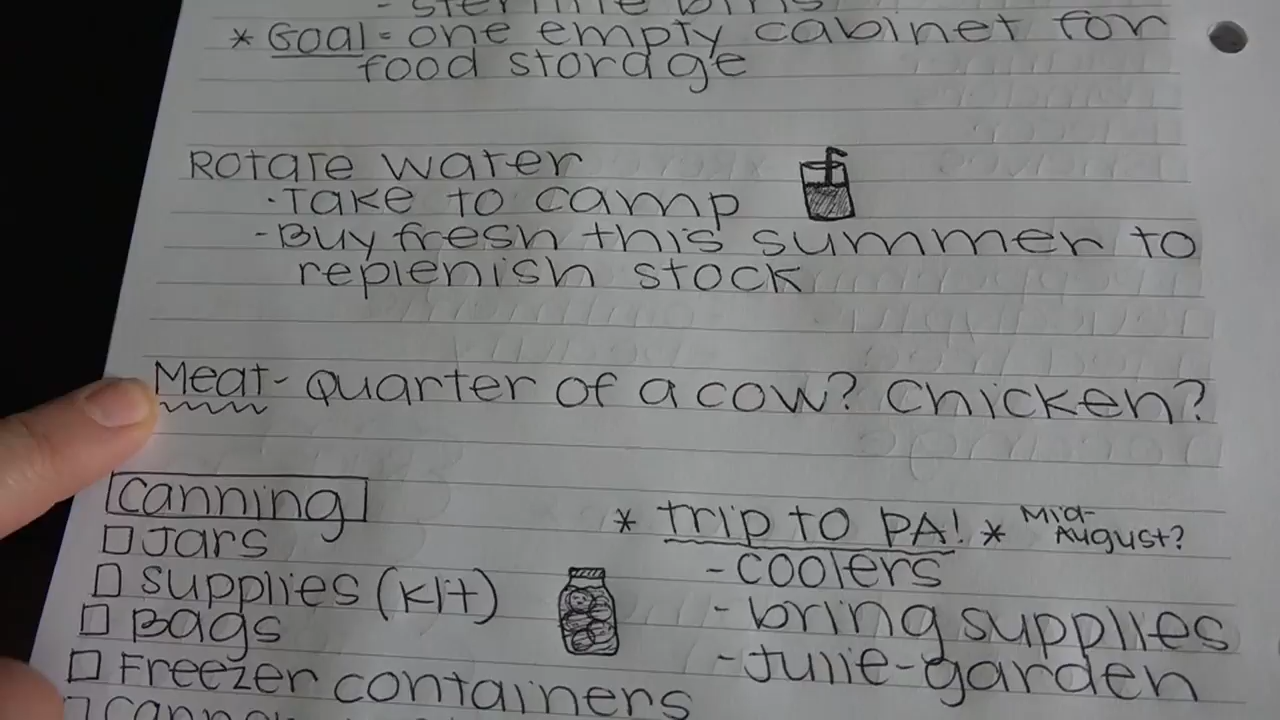 * Goal - one empty cabinet for
food storage
Rotate water
- Take to camp
- Buy fresh this summer to
replenish stock
Meat - quarter of a cow? Chicken?
Canning
Jars
supplies (kit)
Bags
Freezer containers
* Trip to PA! * Mid-
August?
- coolers
- bring supplies
- Julie - garden